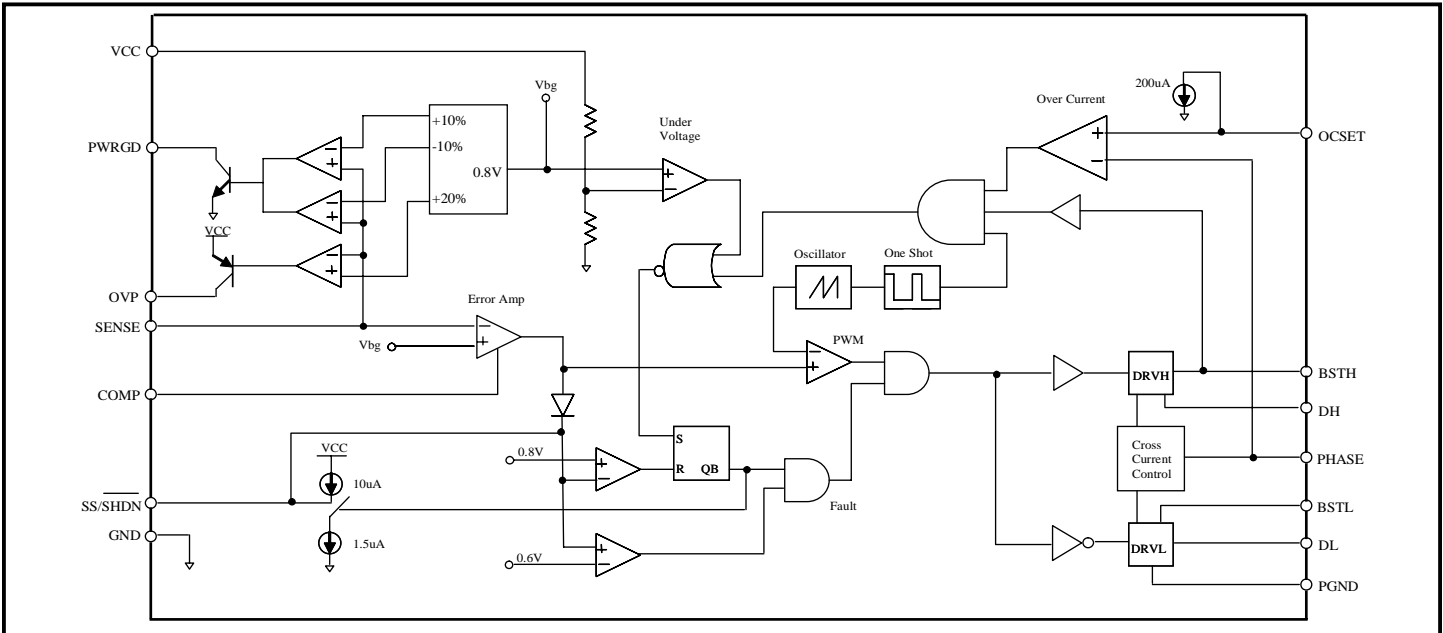 VCC
Vbg
200uA
Over Current
Under
Voltage
OCSET
PWRGD
+10%
-10%
0.8V
+20%
+
−
−
+
−
+
−
+
+
−
VCC
Oscillator
One Shot
OVP
Error Amp
SENSE
Vbg
−
+
PWM
−
+
DRVH
BSTH
DH
COMP
Cross
Current
Control
PHASE
S
R QB
VCC
0.8V
+
−
10uA
SS/SHDN
Fault
BSTL
GND
1.5uA
0.6V
+
−
DRVL
DL
PGND